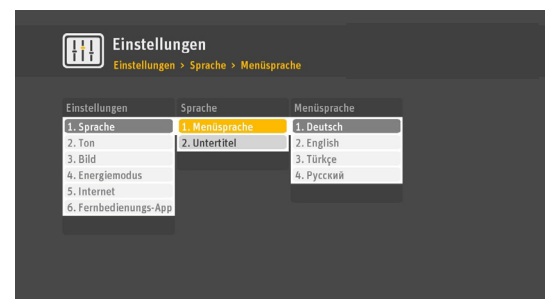 Einstellungen
Einstellungen > Sprache > Menüsprache
Einstellungen
1. Sprache
2. Ton
3. Bild
4. Energiemodus
5. Internet
6. Fernbedienungs-App
Sprache
1. Menüsprache
2. Untertitel
Menüsprache
1. Deutsch
2. English
3. Türkçe
4. Русский